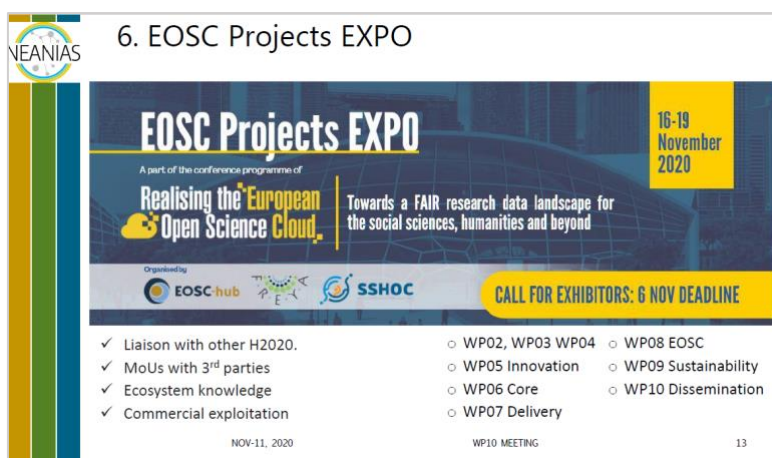 NEANIAS
6. EOSC Projects EXPO
EOSC Projects EXPO
16-19
November
2020
A part of the conference programme of
Realising the European
Open Science Cloud
Towards a FAIR research data landscape for
the social sciences, humanities and beyond
Organised by
EOSC-hub
FREYA
SSHOC
CALL FOR EXHIBITORS: 6 NOV DEADLINE
✓ Liaison with other H2020.
✓ MoUs with 3rd parties
✓ Ecosystem knowledge
✓ Commercial exploitation
○ WP02, WP03 WP04
○ WP05 Innovation
○ WP06 Core
○ WP07 Delivery
○ WP08 EOSC
○ WP09 Sustainability
○ WP10 Dissemination
NOV-11, 2020
WP10 MEETING
13